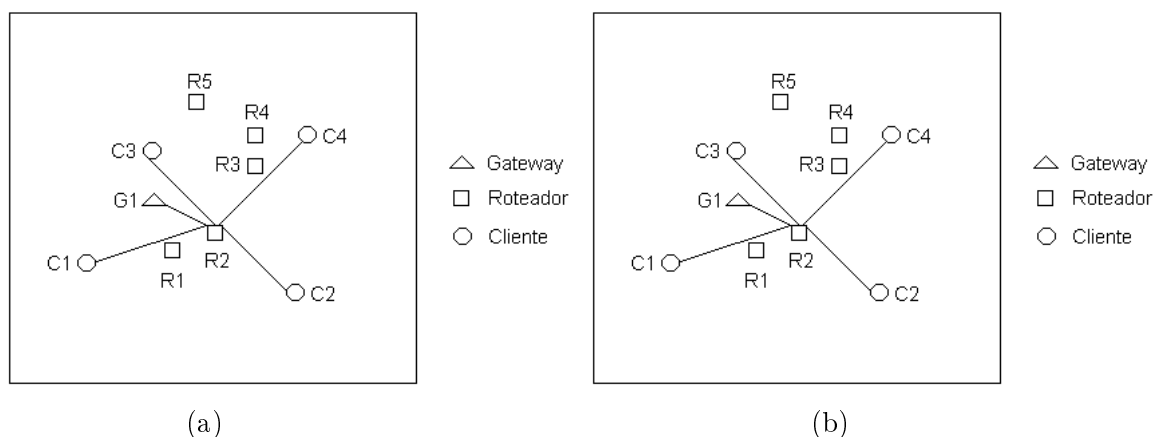 R5
R4
C4
C3
R3
G1
C1
R2
R1
C2
Gateway
Roteador
Cliente
(a)
R5
R4
C4
C3
R3
G1
C1
R2
R1
C2
Gateway
Roteador
Cliente
(b)